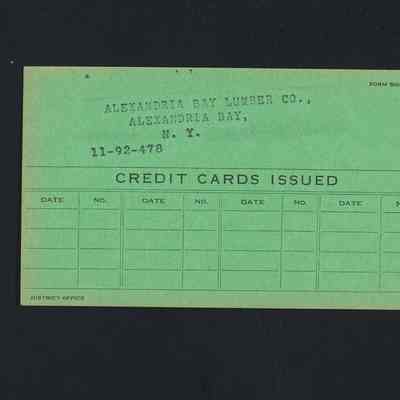 FORM
ALEXANDRIA BAY LUMBER CO.,
ALEXANDRIA BAY,
N. Y.
11-92-478
CREDIT CARDS ISSUED
DATE NO. DATE NO. DATE NO. DATE
DISTRICT OFFICE